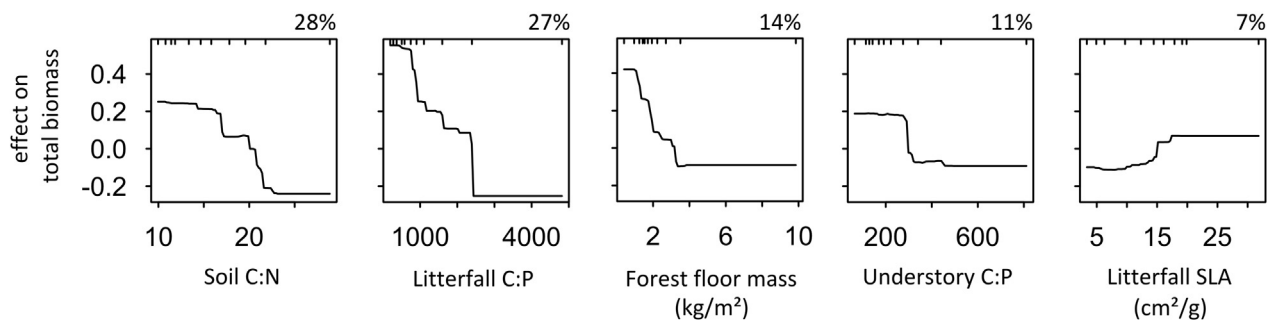 28% 27% 14% 11% 7%
effect on
total biomass
0.4
0.2
0.0
-0.2
10 20 1000 4000 2 6 10 200 600 5 15 25
Soil C:N Litterfall C:P Forest floor mass Understory C:P Litterfall SLA
(kg/m²) (cm²/g)